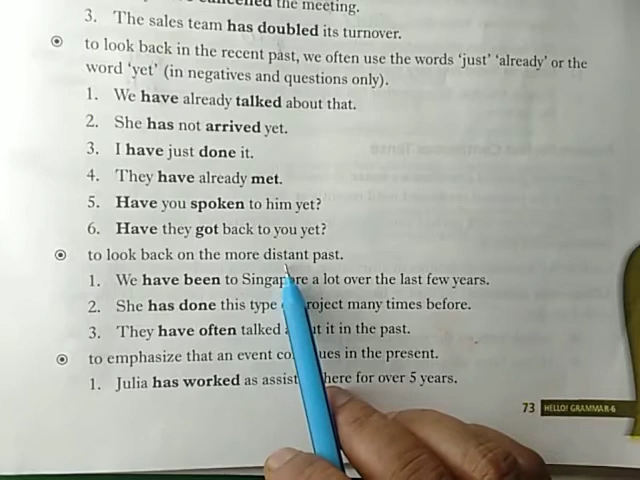 cancelled the meeting.
3. The sales team has doubled its turnover.
to look back in the recent past, we often use the words 'just' 'already' or the
word 'yet' (in negatives and questions only).
1. We have already talked about that.
2. She has not arrived yet.
3. I have just done it.
4. They have already met.
5. Have you spoken to him yet?
6. Have they got back to you yet?
to look back on the more distant past.
1. We have been to Singapore a lot over the last few years.
2. She has done this type project many times before.
3. They have often talked it in the past.
to emphasize that an event continues in the present.
1. Julia has worked as here for over 5 years.
73 HELLO! GRAMMAR-6